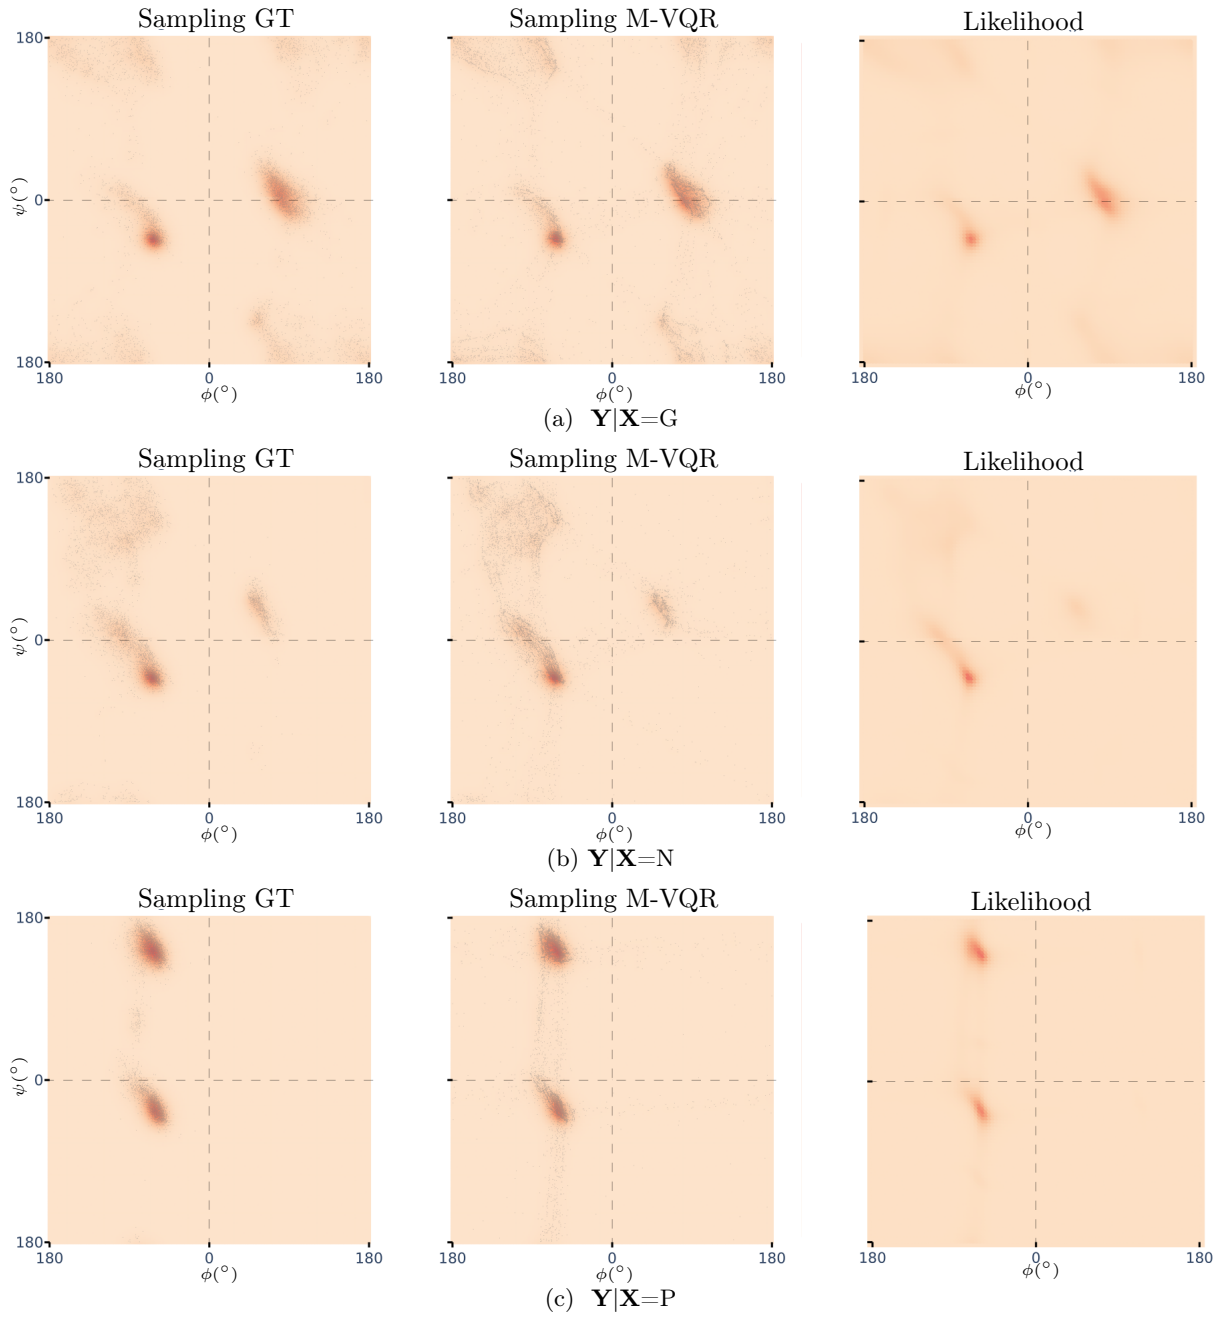 Sampling GT Sampling M-VQR Likelihood
180
ψ(°)
0
180
180 0 180 180 0 180 180 0 180
ϕ(°) ϕ(°) ϕ(°)
(a) Y|X=G
Sampling GT Sampling M-VQR Likelihood
180
ψ(°)
0
180
180 0 180 180 0 180 180 0 180
ϕ(°) ϕ(°) ϕ(°)
(b) Y|X=N
Sampling GT Sampling M-VQR Likelihood
180
ψ(°)
0
180
180 0 180 180 0 180 180 0 180
ϕ(°) ϕ(°) ϕ(°)
(c) Y|X=P